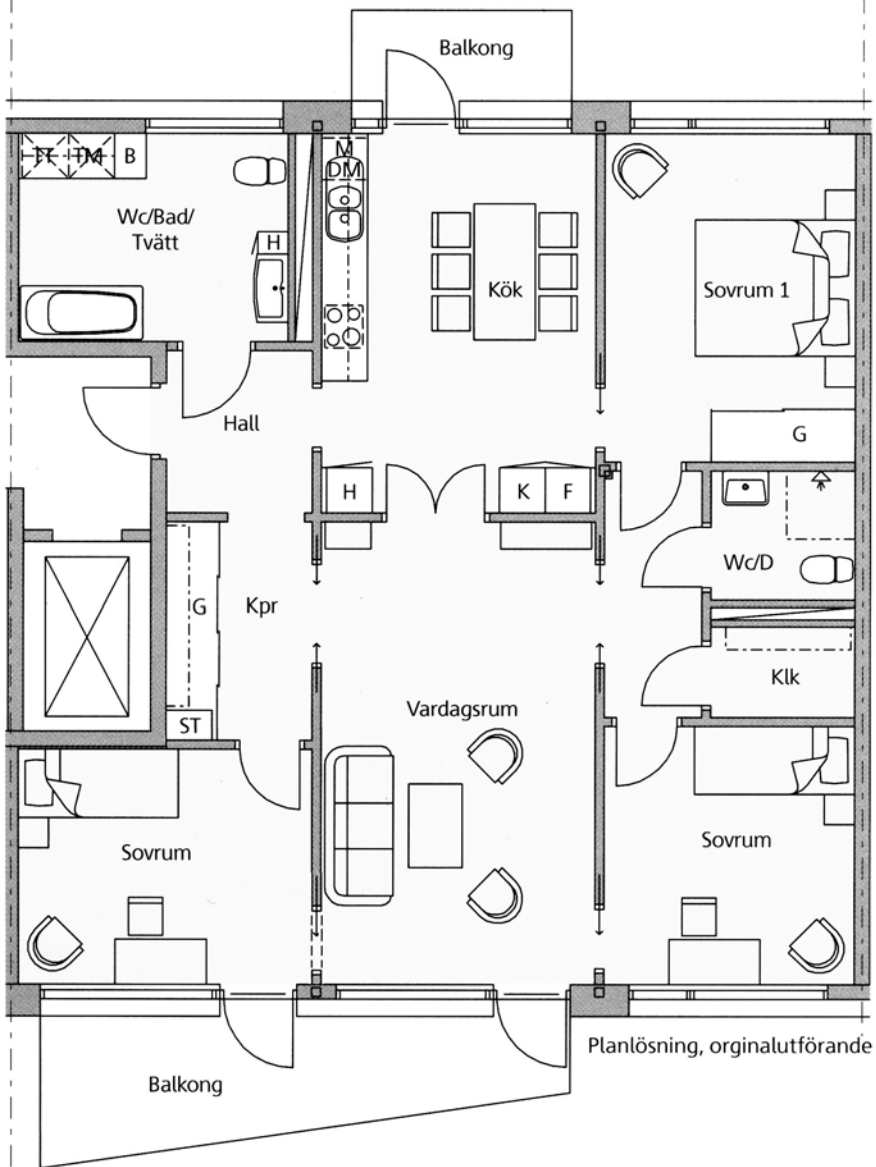 Balkong
TT TM B
M
DM
Wc/Bad/
Tvätt
H
Kök
Sovrum 1
Hall
G
H
K F
Wc/D
G
Kpr
Klk
ST
Vardagsrum
Sovrum
Sovrum
Planlösning, orginalutförande
Balkong